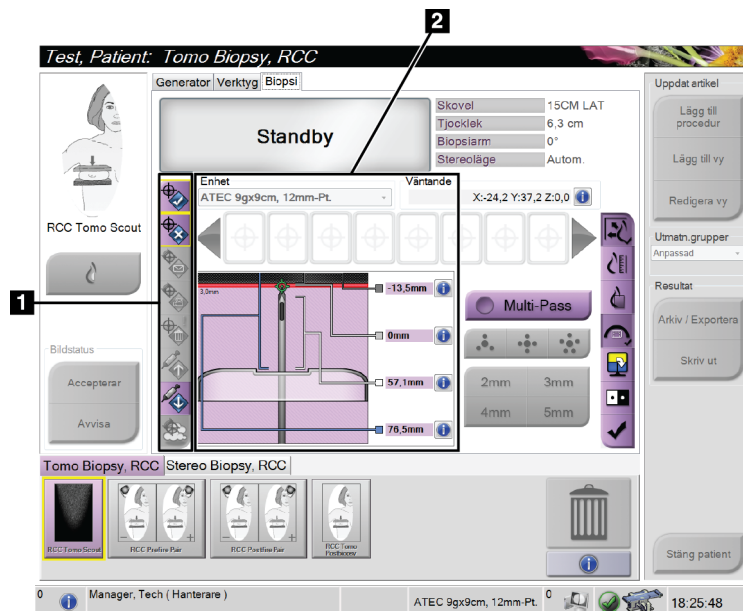 2
Test, Patient: Tomo Biopsy, RCC
Generator Verktyg Biopsi
Standby
Skovel 15CM LAT
Tjocklek 6,3 cm
Biopsiarm 0°
Stereoläge Autom.
Uppdat artikel
Lägg till procedur
Lägg till vy
Redigera vy
Utmatn.grupper
Anpassad
Resultat
Arkiv / Exportera
Skriv ut
Stäng patient
RCC Tomo Scout
Bildstatus
Accepterar
Avvisa
1
Enhet
ATEC 9gx9cm, 12mm-Pt.
Väntande
X:-24,2 Y:37,2 Z:0,0
3,0mm
-13,5mm
0mm
57,1mm
76,5mm
Multi-Pass
2mm 3mm
4mm 5mm
Tomo Biopsy, RCC Stereo Biopsy, RCC
RCC Tomo Scout
RCC Prefire Pair
RCC Postfire Pair
RCC Tomo Postbiopsy
0 Manager, Tech ( Hanterare ) ATEC 9gx9cm, 12mm-Pt. 0 18:25:48